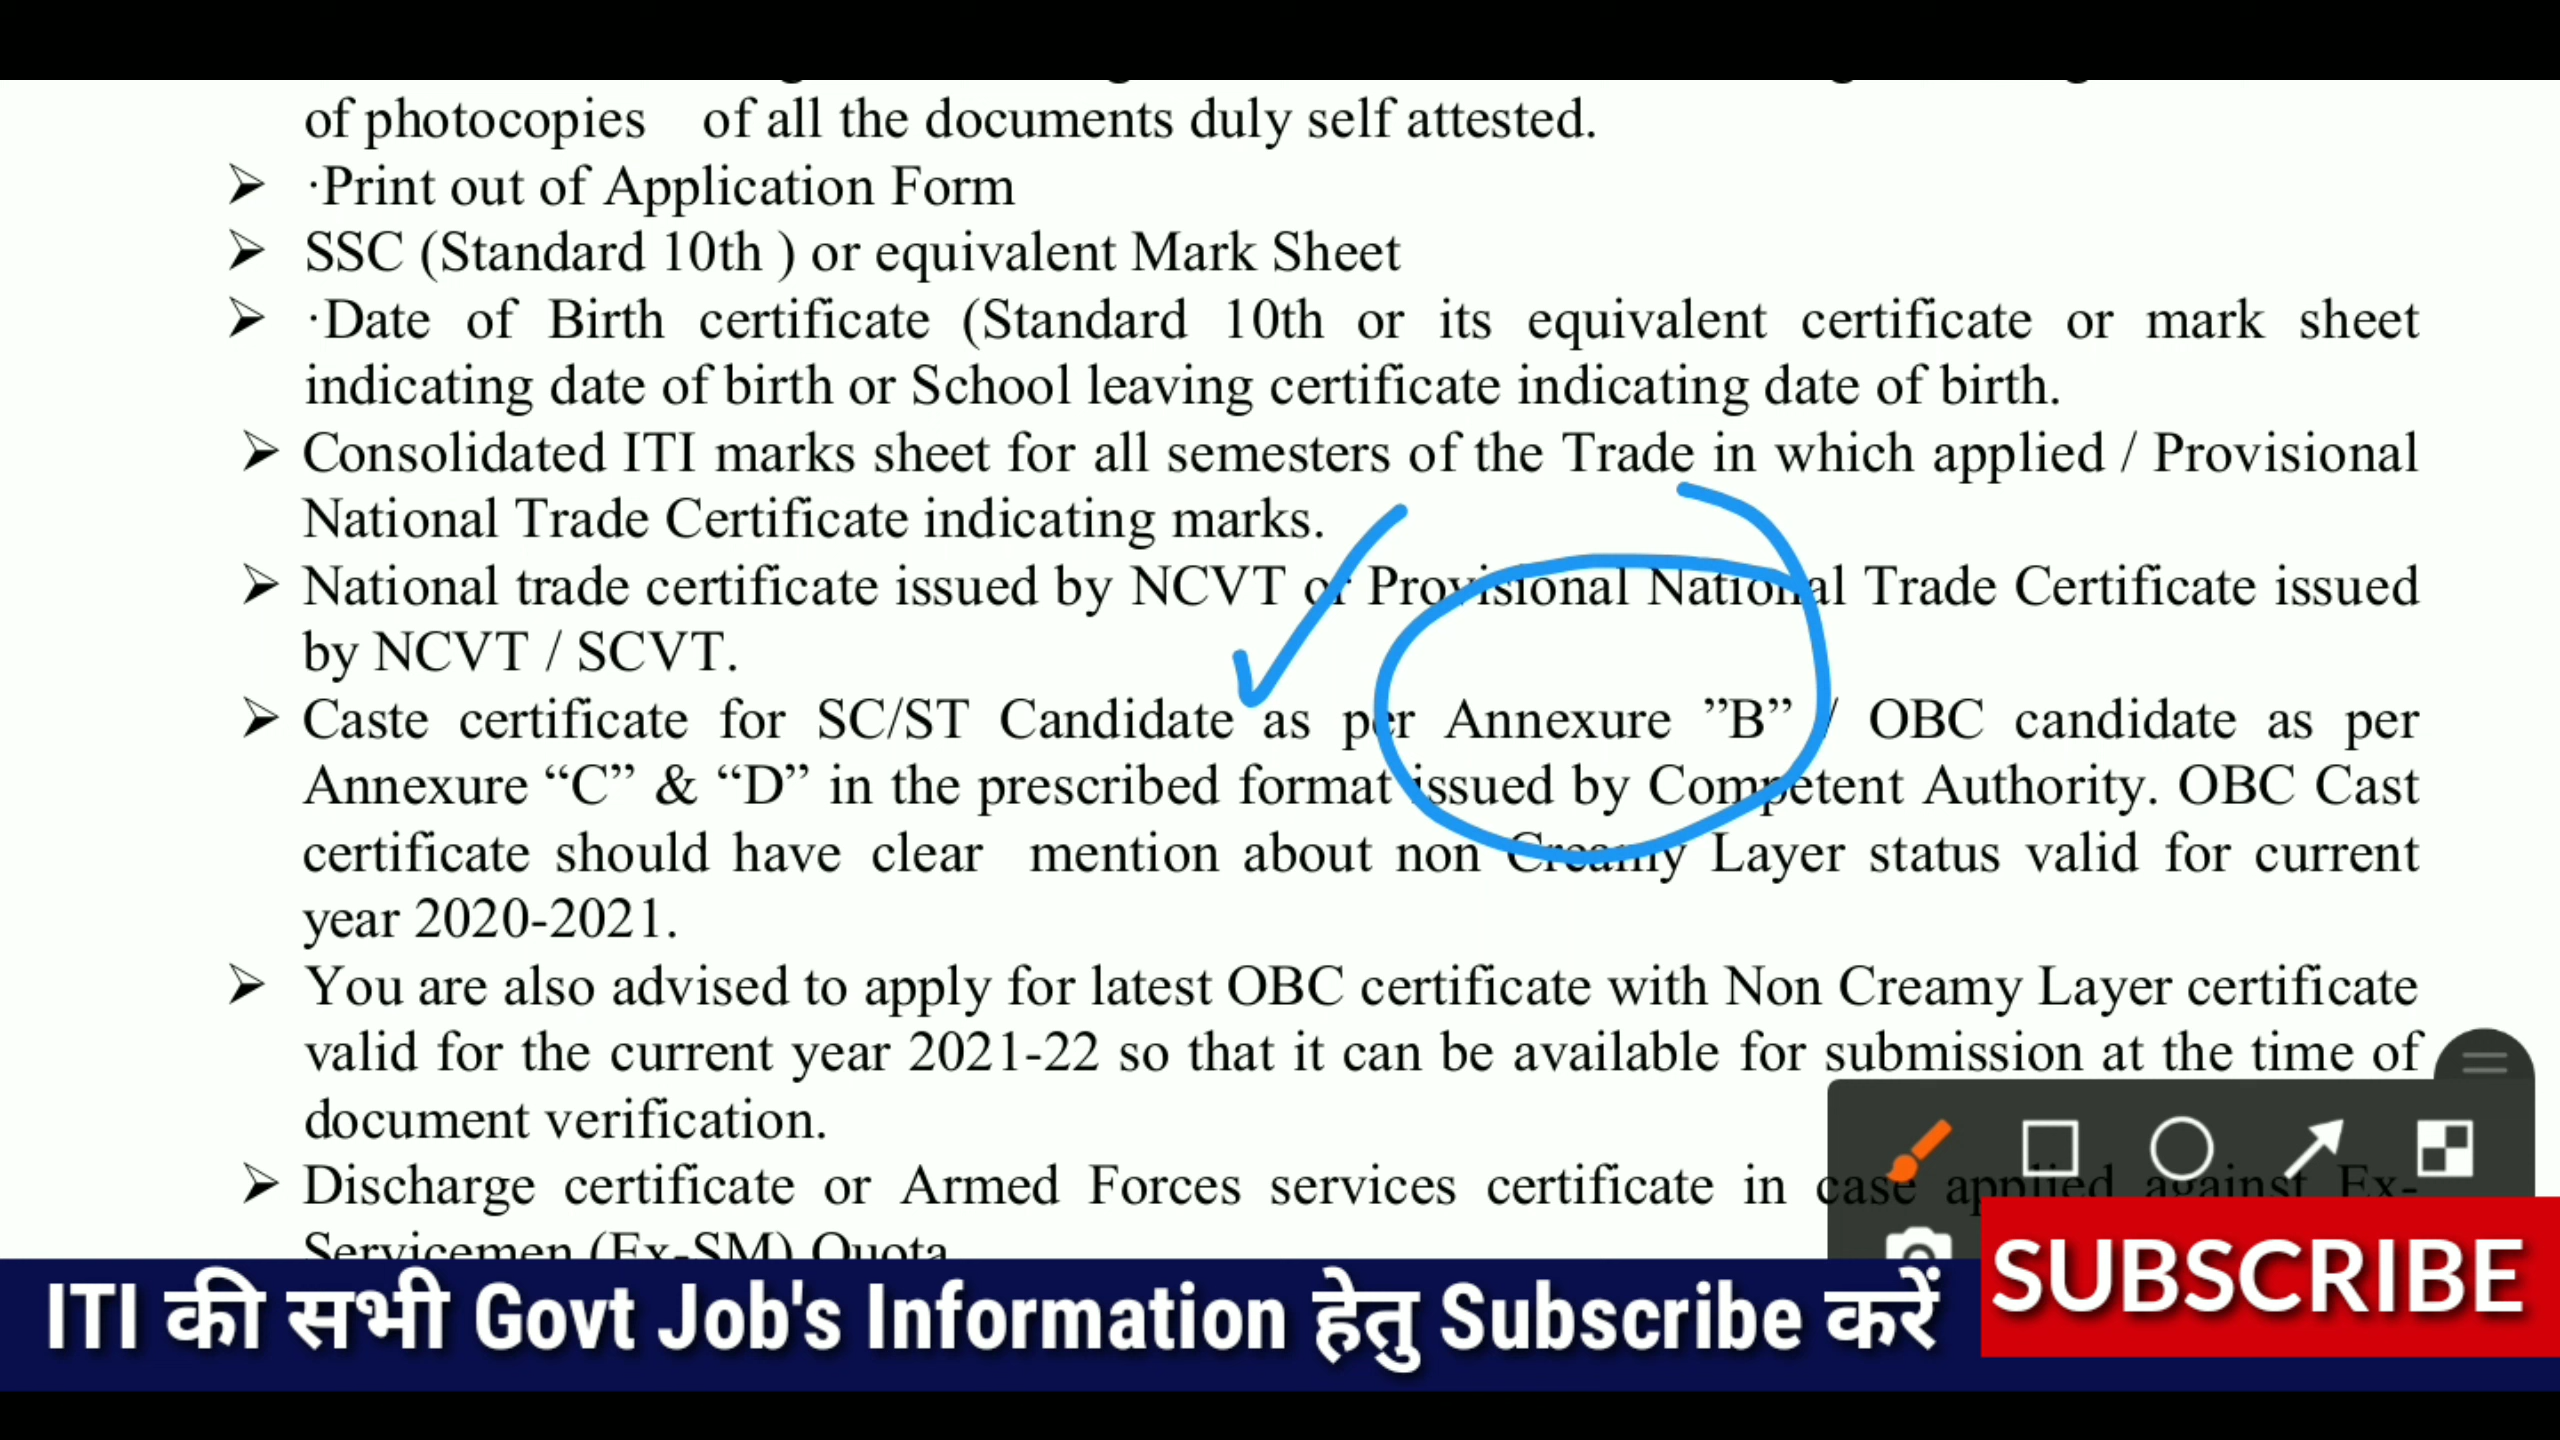 of photocopies of all the documents duly self attested.
➢ ·Print out of Application Form
➢ SSC (Standard 10th ) or equivalent Mark Sheet
➢ ·Date of Birth certificate (Standard 10th or its equivalent certificate or mark sheet
indicating date of birth or School leaving certificate indicating date of birth.
➢ Consolidated ITI marks sheet for all semesters of the Trade in which applied / Provisional
National Trade Certificate indicating marks.
➢ National trade certificate issued by NCVT or Provisional National Trade Certificate issued
by NCVT / SCVT.
➢ Caste certificate for SC/ST Candidate as per Annexure ”B” / OBC candidate as per
Annexure “C” & “D” in the prescribed format issued by Competent Authority. OBC Cast
certificate should have clear mention about non Creamy Layer status valid for current
year 2020-2021.
➢ You are also advised to apply for latest OBC certificate with Non Creamy Layer certificate
valid for the current year 2021-22 so that it can be available for submission at the time of
document verification.
➢ Discharge certificate or Armed Forces services certificate in case applied against Ex-
Servicemen (Ex-SM) Quota
ITI की सभी Govt Job's Information हेतु Subscribe करें
SUBSCRIBE